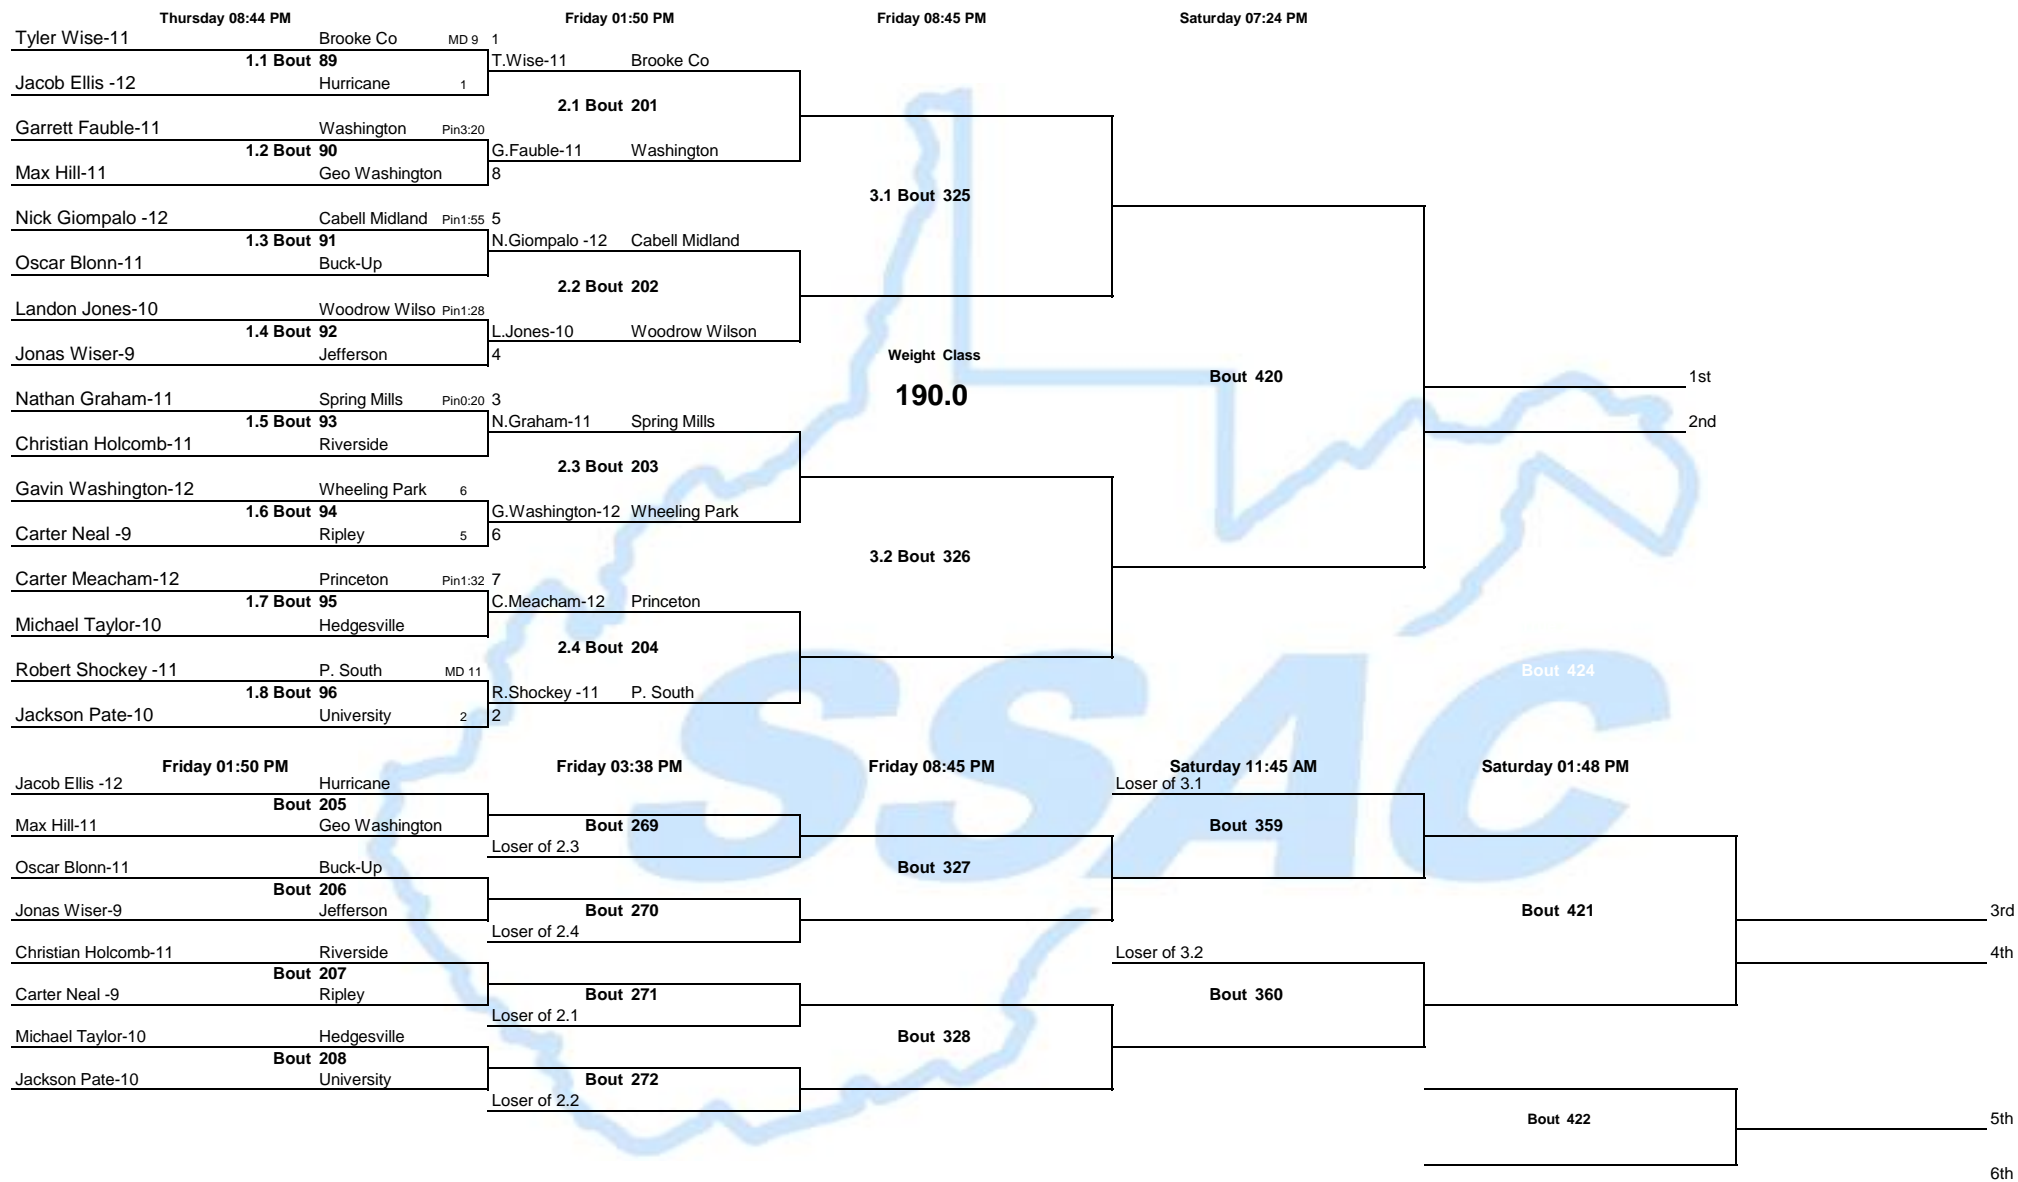 Thursday 08:44 PM Friday 01:50 PM Friday 08:45 PM Saturday 07:24 PM
Tyler Wise-11 Brooke Co MD 9 1
1.1 Bout 89 T.Wise-11 Brooke Co
Jacob Ellis -12 Hurricane 1
2.1 Bout 201
Garrett Fauble-11 Washington Pin3:20
1.2 Bout 90 G.Fauble-11 Washington
Max Hill-11 Geo Washington 8
3.1 Bout 325
Nick Giompalo -12 Cabell Midland Pin1:55 5
1.3 Bout 91 N.Giompalo -12 Cabell Midland
Oscar Blonn-11 Buck-Up
2.2 Bout 202
Landon Jones-10 Woodrow Wilso Pin1:28
1.4 Bout 92 L.Jones-10 Woodrow Wilson
Jonas Wiser-9 Jefferson 4 Weight Class
Bout 420 1st
Nathan Graham-11 Spring Mills Pin0:20 3 190.0
1.5 Bout 93 N.Graham-11 Spring Mills 2nd
Christian Holcomb-11 Riverside
2.3 Bout 203
Gavin Washington-12 Wheeling Park 6
1.6 Bout 94 G.Washington-12 Wheeling Park
Carter Neal -9 Ripley 5 6
3.2 Bout 326
Carter Meacham-12 Princeton Pin1:32 7
1.7 Bout 95 C.Meacham-12 Princeton
Michael Taylor-10 Hedgesville
2.4 Bout 204
Robert Shockey -11 P. South MD 11 Bout 424
1.8 Bout 96 R.Shockey -11 P. South
Jackson Pate-10 University 2 2
SSAC
Friday 01:50 PM Friday 03:38 PM Friday 08:45 PM Saturday 11:45 AM Saturday 01:48 PM
Jacob Ellis -12 Hurricane Loser of 3.1
Bout 205
Max Hill-11 Geo Washington Bout 269 Bout 359
Loser of 2.3
Oscar Blonn-11 Buck-Up Bout 327
Bout 206
Jonas Wiser-9 Jefferson Bout 270 Bout 421 3rd
Loser of 2.4
Christian Holcomb-11 Riverside Loser of 3.2 4th
Bout 207
Carter Neal -9 Ripley Bout 271 Bout 360
Loser of 2.1
Michael Taylor-10 Hedgesville Bout 328
Bout 208
Jackson Pate-10 University Bout 272
Loser of 2.2
Bout 422 5th
6th